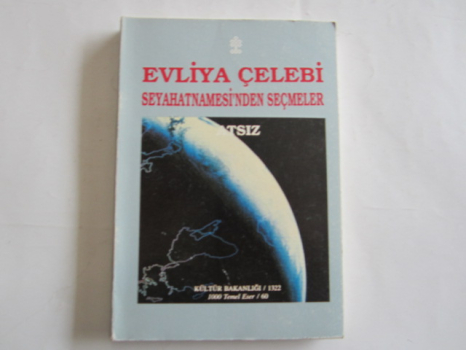 EVLİYA ÇELEBİ
SEYAHATNAMESİ'NDEN SEÇMELER
ATSIZ
KÜLTÜR BAKANLIĞI / 1322
1000 Temel Eser / 60